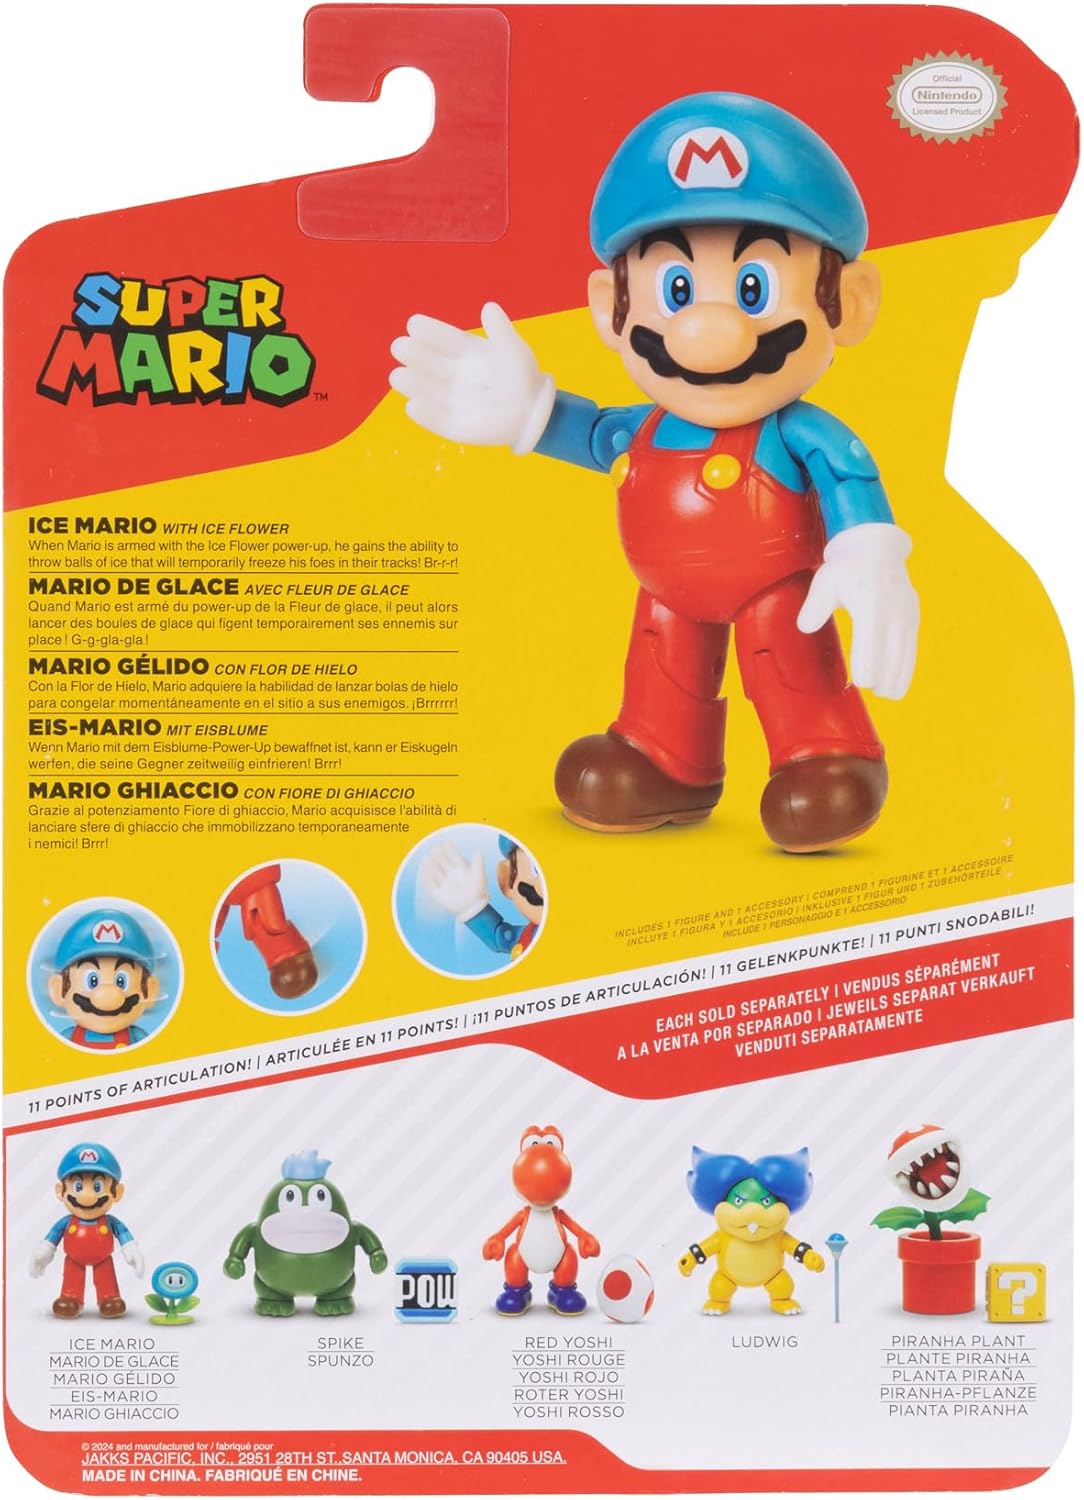 Official
Nintendo
Licensed Product
TM
M
SUPER
MARIO
TM
ICE MARIO WITH ICE FLOWER
When Mario is armed with the Ice Flower power-up, he gains the ability to
throw balls of ice that will temporarily freeze his foes in their tracks! Br-r-r!
MARIO DE GLACE AVEC FLEUR DE GLACE
Quand Mario est armé du power-up de la Fleur de glace, il peut alors
lancer des boules de glace qui figent temporairement ses ennemis sur
place ! G-g-gla-gla !
MARIO GÉLIDO CON FLOR DE HIELO
Con la Flor de Hielo, Mario adquiere la habilidad de lanzar bolas de hielo
para congelar momentáneamente en el sitio a sus enemigos. ¡Brrrrrr!
EIS-MARIO MIT EISBLUME
Wenn Mario mit dem Eisblume-Power-Up bewaffnet ist, kann er Eiskugeln
werfen, die seine Gegner zeitweilig einfrieren! Brrr!
MARIO GHIACCIO CON FIORE DI GHIACCIO
Grazie al potenziamento Fiore di ghiaccio, Mario acquisisce l'abilità di
lanciare sfere di ghiaccio che immobilizzano temporaneamente
i nemici! Brrr!
INCLUDES 1 FIGURE AND 1 ACCESSORY | COMPREND 1 FIGURINE ET 1 ACCESSOIRE
INCLUYE 1 FIGURA Y 1 ACCESORIO | INKLUSIVE 1 FIGUR UND 1 ZUBEHÖRTEILE
INCLUDE 1 PERSONAGGIO E 1 ACCESSORIO
M
11 POINTS OF ARTICULATION! | ARTICULÉE EN 11 POINTS! | ¡11 PUNTOS DE ARTICULACIÓN! | 11 GELENKPUNKTE! | 11 PUNTI SNODABILI!
EACH SOLD SEPARATELY | VENDUS SÉPARÉMENT
A LA VENTA POR SEPARADO | JEWEILS SEPARAT VERKAUFT
VENDUTI SEPARATAMENTE
M
POW
?
ICE MARIO
MARIO DE GLACE
MARIO GÉLIDO
EIS-MARIO
MARIO GHIACCIO
SPIKE
SPUNZO
RED YOSHI
YOSHI ROUGE
YOSHI ROJO
ROTER YOSHI
YOSHI ROSSO
LUDWIG
PIRANHA PLANT
PLANTE PIRANHA
PLANTA PIRAÑA
PIRANHA-PFLANZE
PIANTA PIRANHA
© 2024 and manufactured for / fabriqué pour
JAKKS PACIFIC, INC., 2951 28TH ST.,SANTA MONICA, CA 90405 USA.
MADE IN CHINA. FABRIQUÉ EN CHINE.